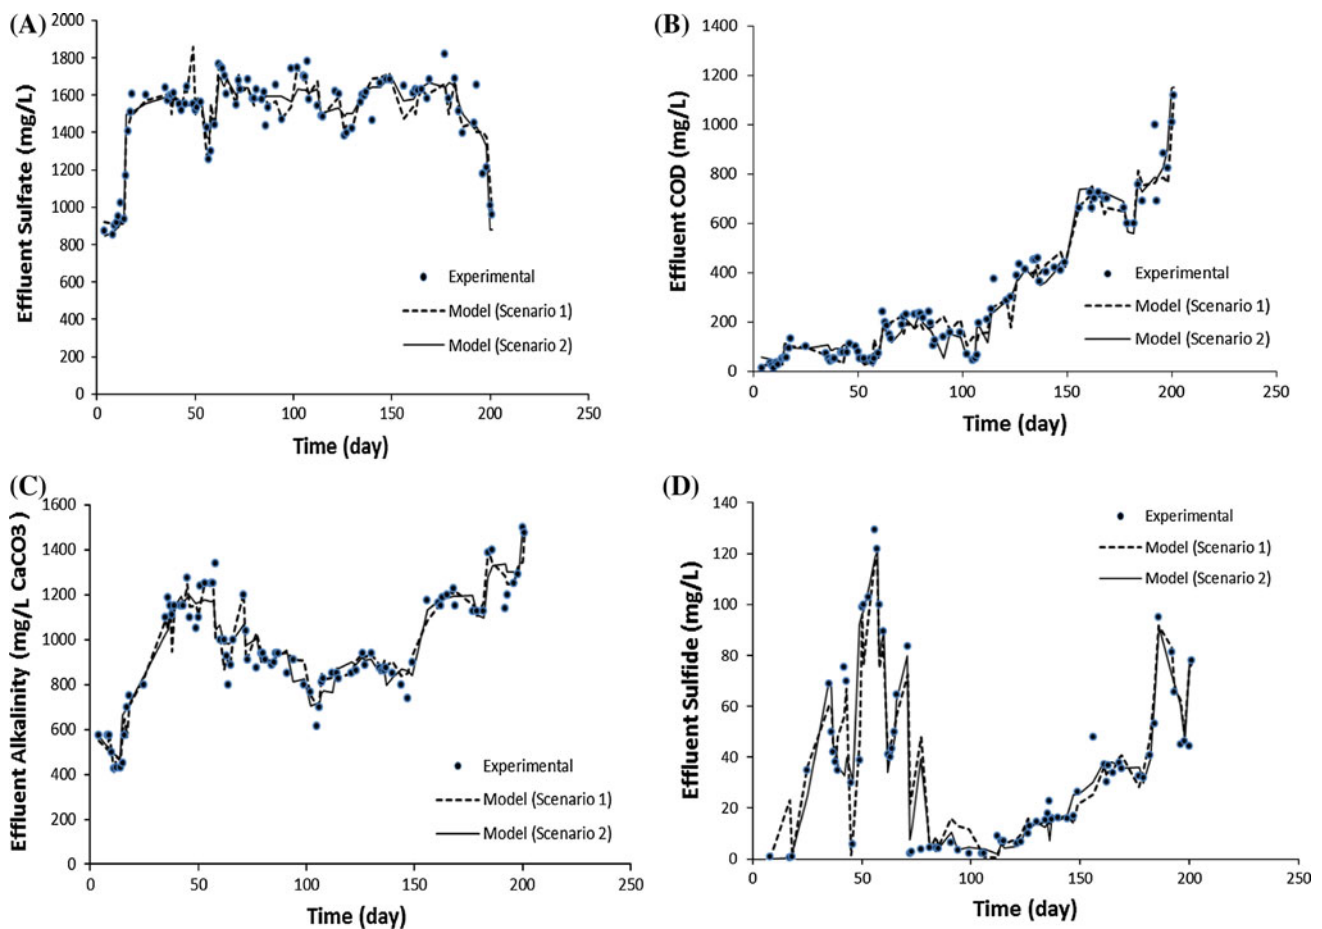 (A)
Effluent Sulfate (mg/L)
2000
1800
1600
1400
1200
1000
800
600
400
200
0
Experimental
Model (Scenario 1)
Model (Scenario 2)
0 50 100 150 200 250
Time (day)
(B)
Effluent COD (mg/L)
1400
1200
1000
800
600
400
200
0
Experimental
Model (Scenario 1)
Model (Scenario 2)
0 50 100 150 200 250
Time (day)
(C)
Effluent Alkalinity (mg/L CaCO3 )
1600
1400
1200
1000
800
600
400
200
0
Experimental
Model (Scenario 1)
Model (Scenario 2)
0 50 100 150 200 250
Time (day)
(D)
Effluent Sulfide (mg/L)
140
120
100
80
60
40
20
0
Experimental
Model (Scenario 1)
Model (Scenario 2)
0 50 100 150 200 250
Time (day)